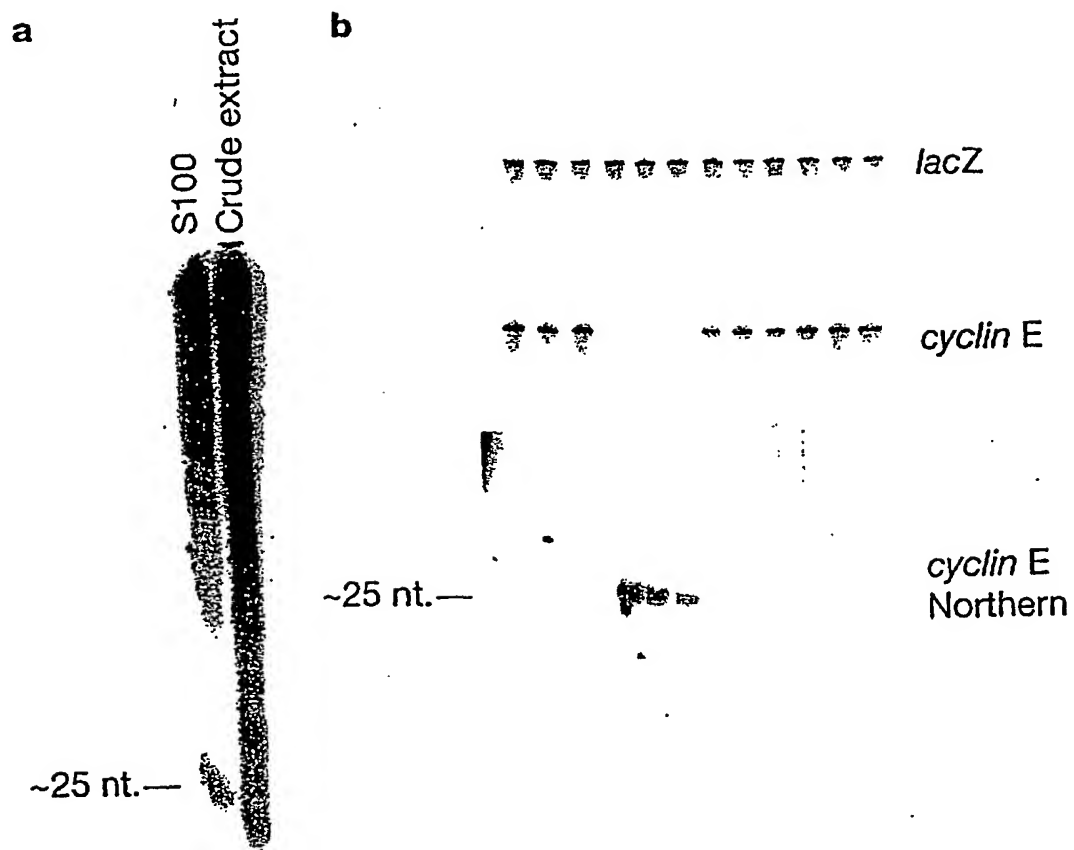 a
S100
Crude extract
~25 nt.
b
lacZ
cyclin E
~25 nt.
cyclin E
Northern